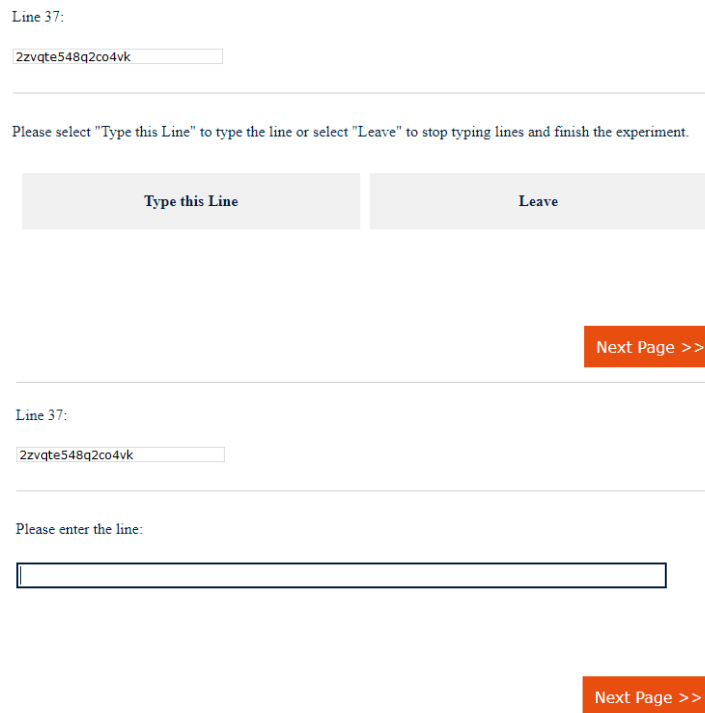 Line 37:
2zvqte548q2co4vk
Please select "Type this Line" to type the line or select "Leave" to stop typing lines and finish the experiment.
Type this Line
Leave
Next Page >>
Line 37:
2zvqte548q2co4vk
Please enter the line:
Next Page >>